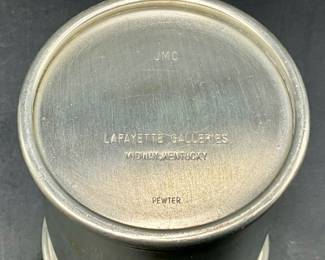 JMC
LAFAYETTE GALLERIES
MIDWAY, KENTUCKY
PEWTER